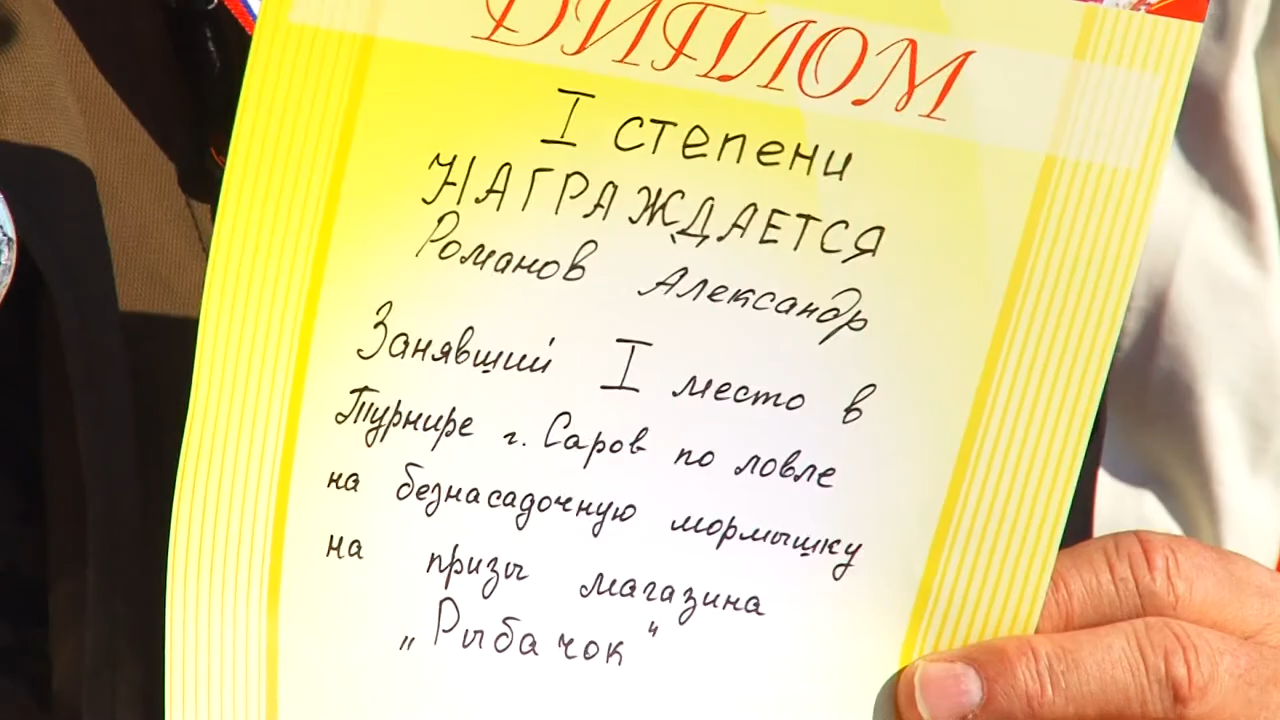 ДИПЛОМ
I степени
НАГРАЖДАЕТСЯ
Романов Александр
Занявший I место в
Турнире г. Саров по ловле
на безнасадочную мормышку
на призы магазина
„Рыбачок“